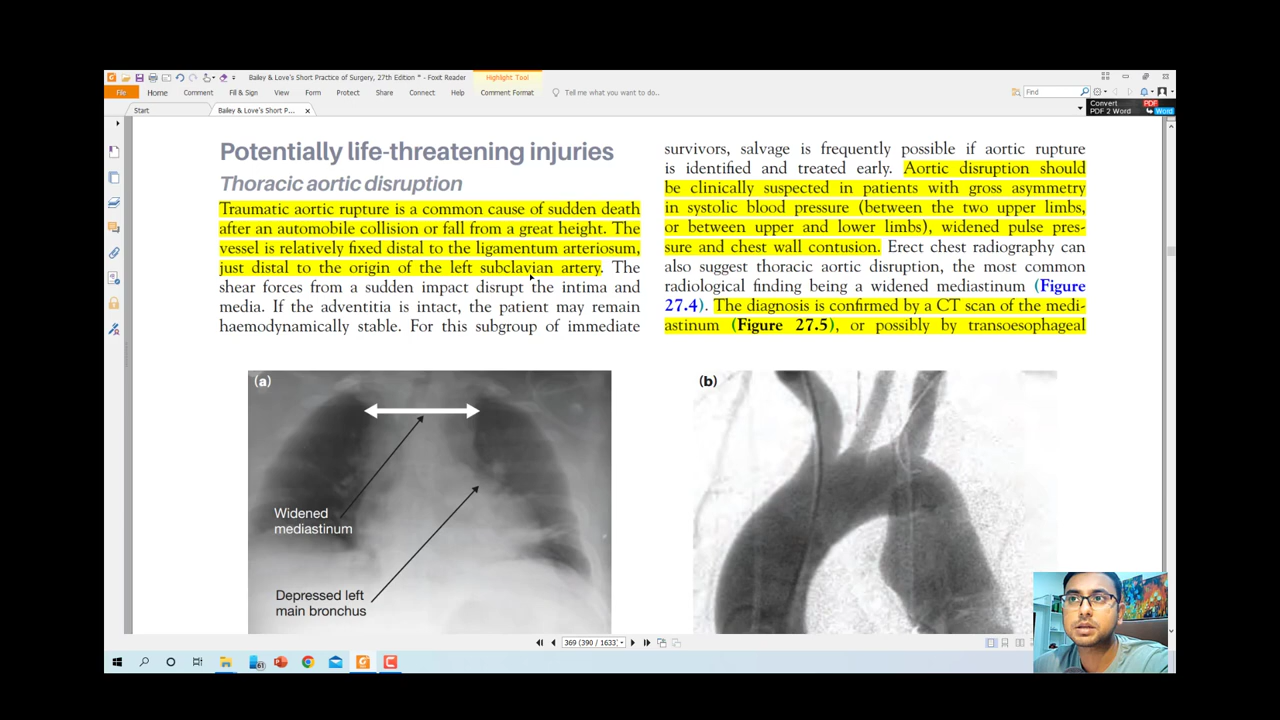 Bailey & Love's Short Practice of Surgery, 27th Edition * - Foxit Reader
Highlight Tool
File
Home
Comment
Fill & Sign
View
Form
Protect
Share
Connect
Help
Comment Format
Tell me what you want to do..
Find
Start
Bailey & Love's Short P...
Convert
PDF 2 Word
PDF
Word
Potentially life-threatening injuries
Thoracic aortic disruption
Traumatic aortic rupture is a common cause of sudden death
after an automobile collision or fall from a great height. The
vessel is relatively fixed distal to the ligamentum arteriosum,
just distal to the origin of the left subclavian artery. The
shear forces from a sudden impact disrupt the intima and
media. If the adventitia is intact, the patient may remain
haemodynamically stable. For this subgroup of immediate
survivors, salvage is frequently possible if aortic rupture
is identified and treated early. Aortic disruption should
be clinically suspected in patients with gross asymmetry
in systolic blood pressure (between the two upper limbs,
or between upper and lower limbs), widened pulse pres-
sure and chest wall contusion. Erect chest radiography can
also suggest thoracic aortic disruption, the most common
radiological finding being a widened mediastinum (Figure
27.4). The diagnosis is confirmed by a CT scan of the medi-
astinum (Figure 27.5), or possibly by transoesophageal
(a)
Widened
mediastinum
Depressed left
main bronchus
(b)
369 (390 / 1633)
61